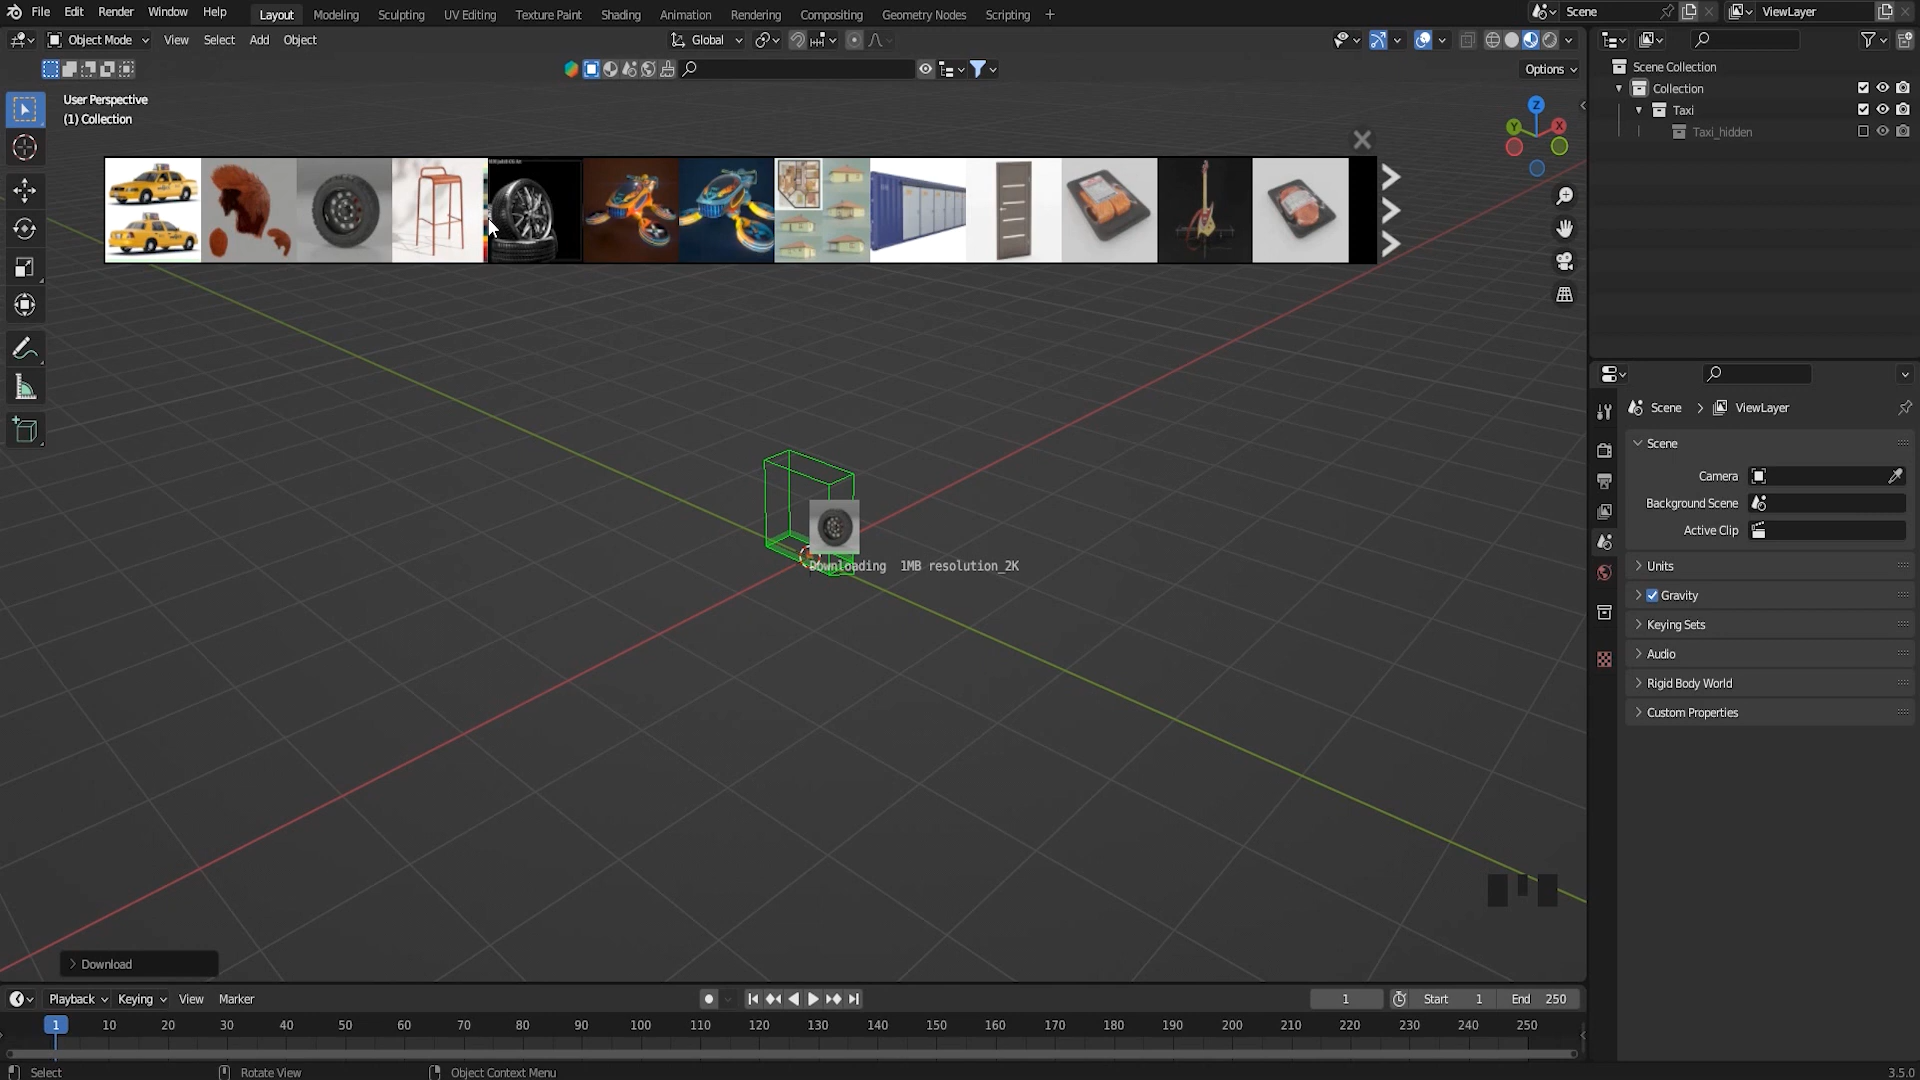 File Edit Render Window Help Layout Modeling Sculpting UV Editing Texture Paint Shading Animation Rendering Compositing Geometry Nodes Scripting + Scene ViewLayer
Object Mode View Select Add Object Global
Options
User Perspective
(1) Collection
Z
Y
X
Downloading 1MB resolution_2K
Download
Scene Collection
Collection
Taxi
Taxi_hidden
Scene ViewLayer
Scene
Camera
Background Scene
Active Clip
Units
Gravity
Keying Sets
Audio
Rigid Body World
Custom Properties
Playback Keying View Marker 1 Start 1 End 250
1 10 20 30 40 50 60 70 80 90 100 110 120 130 140 150 160 170 180 190 200 210 220 230 240 250
Select Rotate View Object Context Menu 3.5.0